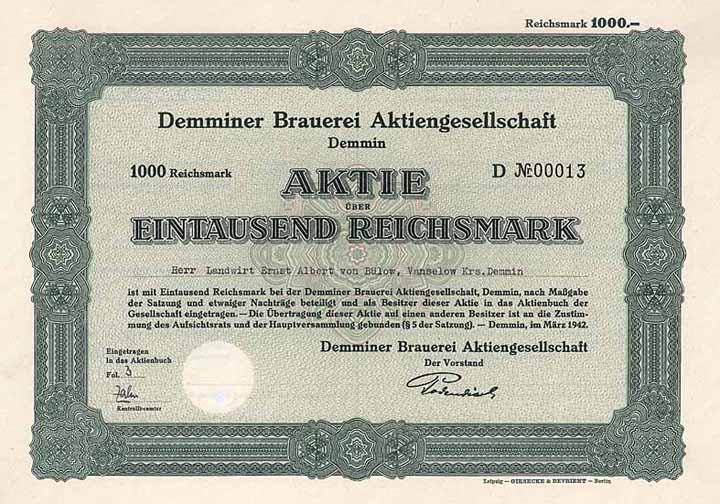 Reichsmark 1000.—
Demminer Brauerei Aktiengesellschaft
Demmin
1000 Reichsmark D №00013
AKTIE
ÜBER
EINTAUSEND REICHSMARK
Herr Landwirt Ernst Albert von Bülow, Vanselow Krs.Demmin
ist mit Eintausend Reichsmark bei der Demminer Brauerei Aktiengesellschaft, Demmin, nach Maßgabe
der Satzung und etwaiger Nachträge beteiligt und als Besitzer dieser Aktie in das Aktienbuch der
Gesellschaft eingetragen. — Die Übertragung dieser Aktie auf einen anderen Besitzer ist an die Zustim-
mung des Aufsichtsrats und der Hauptversammlung gebunden (§ 5 der Satzung). — Demmin, im März 1942.
Eingetragen
in das Aktienbuch
Fol. 3
Kontrollbeamter
Demminer Brauerei Aktiengesellschaft
Der Vorstand
Leipzig — GIESECKE & DEVRIENT — Berlin